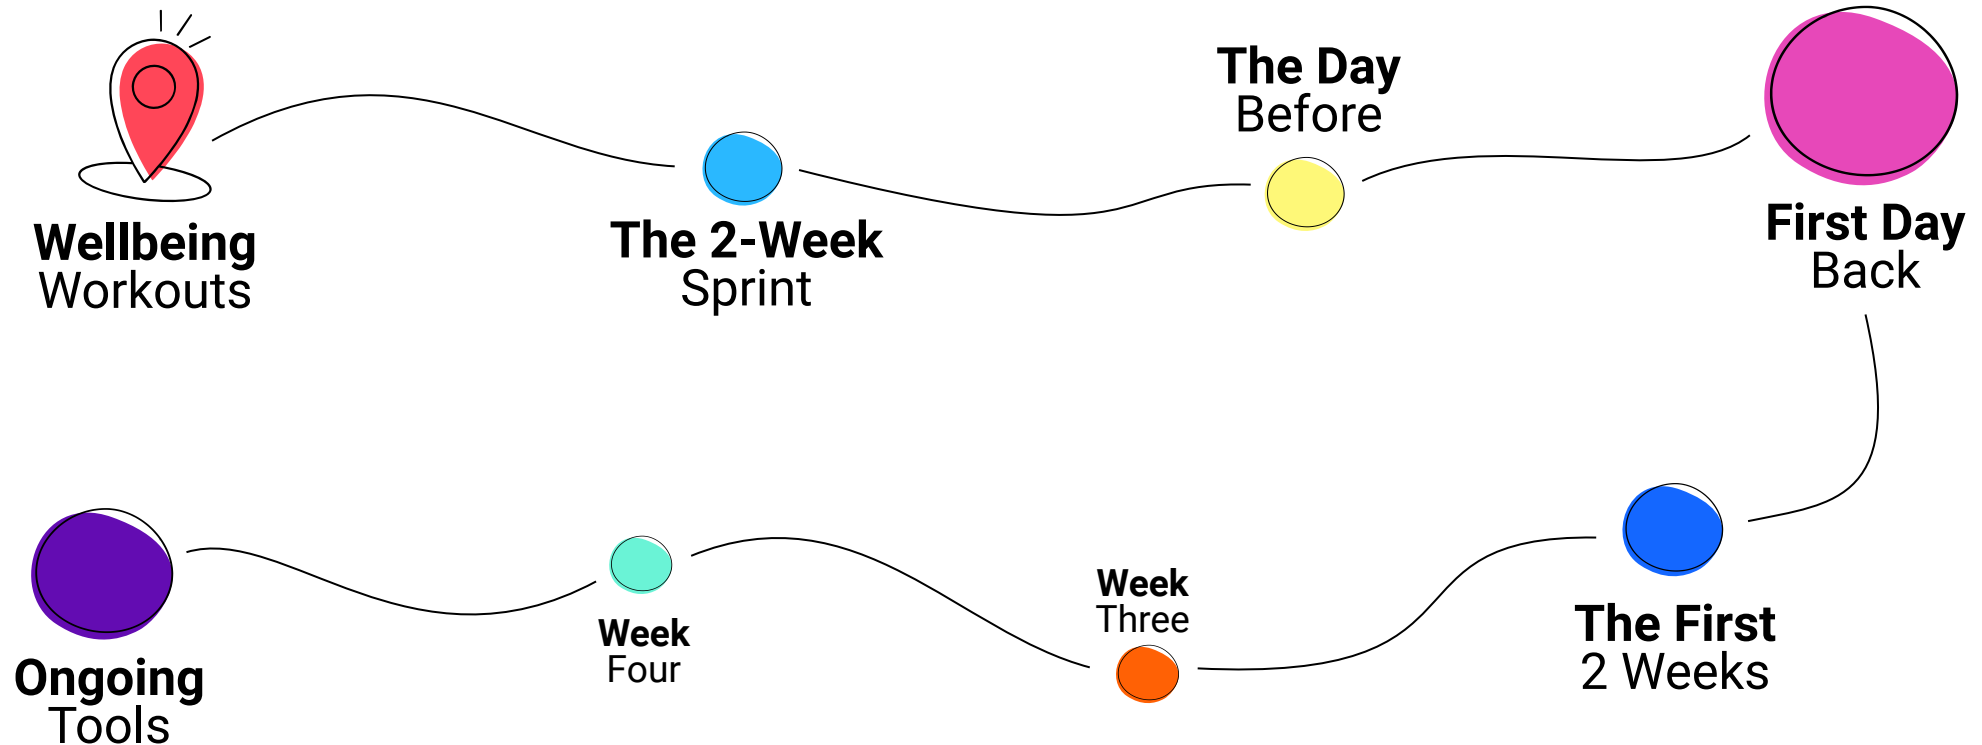 Wellbeing
Workouts
The 2-Week
Sprint
The Day
Before
First Day
Back
The First
2 Weeks
Week
Three
Week
Four
Ongoing
Tools